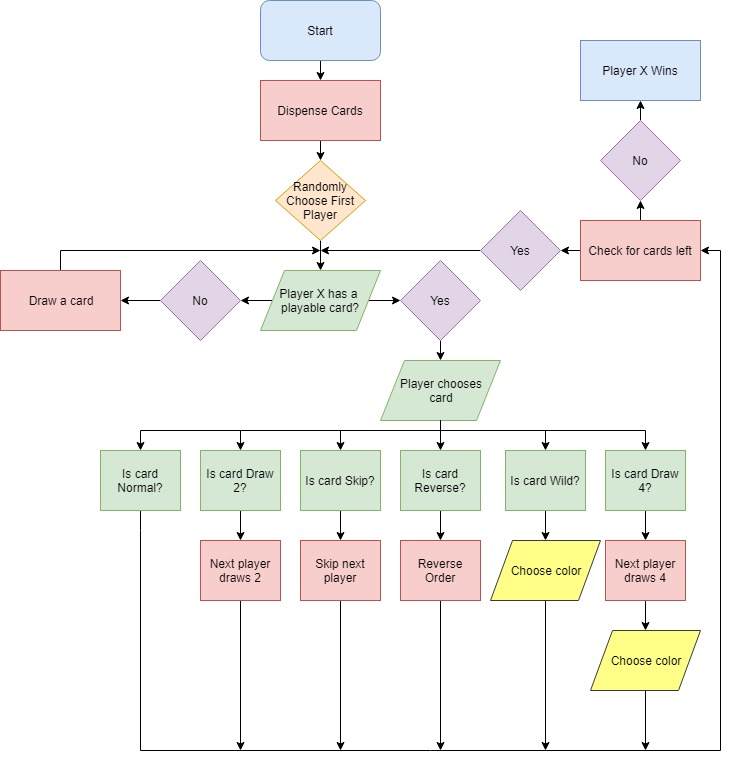 Start
Player X Wins
Dispense Cards
No
Randomly
Choose First
Player
Yes
Check for cards left
Draw a card
No
Player X has a
playable card?
Yes
Player chooses
card
Is card
Normal?
Is card Draw
2?
Is card Skip?
Is card
Reverse?
Is card Wild?
Is card Draw
4?
Next player
draws 2
Skip next
player
Reverse
Order
Choose color
Next player
draws 4
Choose color